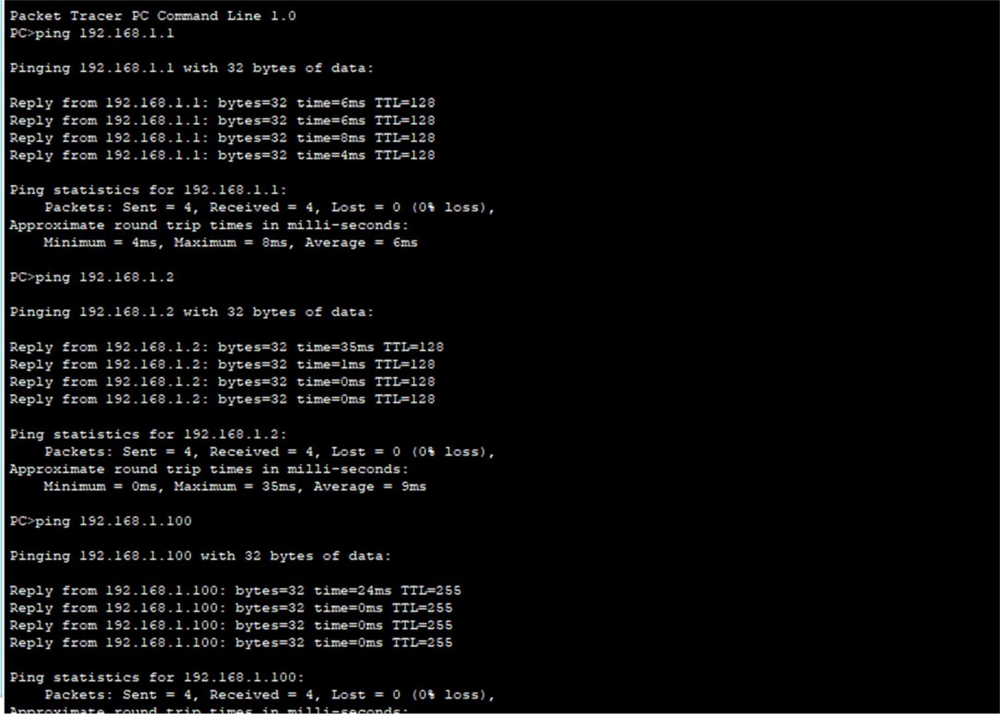 Packet Tracer PC Command Line 1.0
PC>ping 192.168.1.1
Pinging 192.168.1.1 with 32 bytes of data:
Reply from 192.168.1.1: bytes=32 time=6ms TTL=128
Reply from 192.168.1.1: bytes=32 time=6ms TTL=128
Reply from 192.168.1.1: bytes=32 time=8ms TTL=128
Reply from 192.168.1.1: bytes=32 time=4ms TTL=128
Ping statistics for 192.168.1.1:
Packets: Sent = 4, Received = 4, Lost = 0 (0% loss),
Approximate round trip times in milli-seconds:
Minimum = 4ms, Maximum = 8ms, Average = 6ms
PC>ping 192.168.1.2
Pinging 192.168.1.2 with 32 bytes of data:
Reply from 192.168.1.2: bytes=32 time=35ms TTL=128
Reply from 192.168.1.2: bytes=32 time=1ms TTL=128
Reply from 192.168.1.2: bytes=32 time=0ms TTL=128
Reply from 192.168.1.2: bytes=32 time=0ms TTL=128
Ping statistics for 192.168.1.2:
Packets: Sent = 4, Received = 4, Lost = 0 (0% loss),
Approximate round trip times in milli-seconds:
Minimum = 0ms, Maximum = 35ms, Average = 9ms
PC>ping 192.168.1.100
Pinging 192.168.1.100 with 32 bytes of data:
Reply from 192.168.1.100: bytes=32 time=24ms TTL=255
Reply from 192.168.1.100: bytes=32 time=0ms TTL=255
Reply from 192.168.1.100: bytes=32 time=0ms TTL=255
Reply from 192.168.1.100: bytes=32 time=0ms TTL=255
Ping statistics for 192.168.1.100:
Packets: Sent = 4, Received = 4, Lost = 0 (0% loss),
Approximate round trip times in milli-seconds: